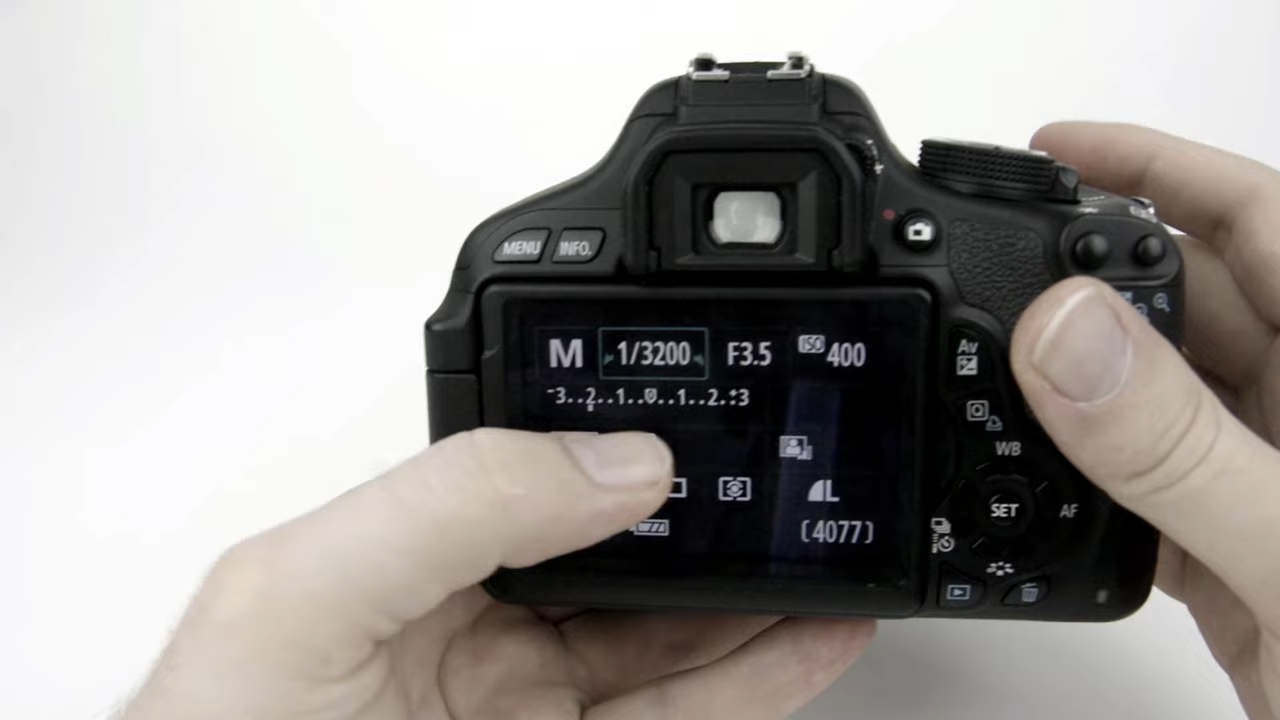 MENU INFO.
M 1/3200 F3.5 ISO 400
-3..2..1..0..1..2.:+3
Av
Q
WB
L
SET AF
(4077)